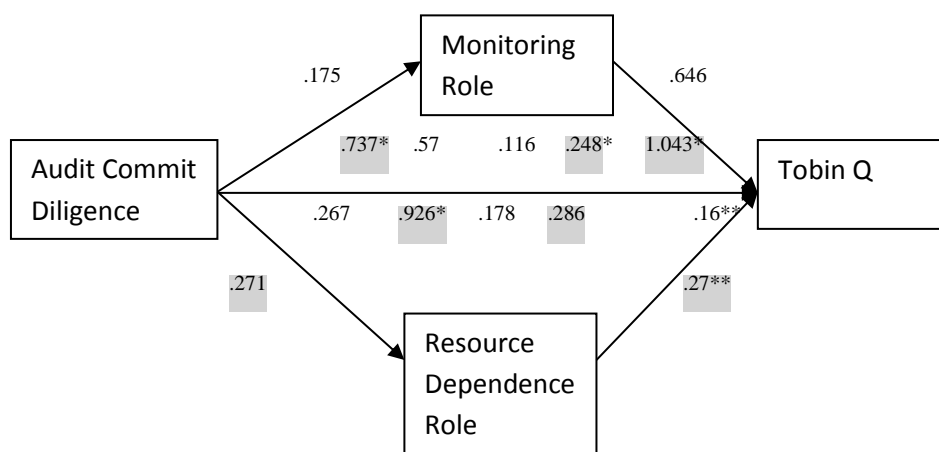 Monitoring
Role
.175
.646
.737*
.57
.116
.248*
1.043*
Audit Commit
Diligence
Tobin Q
.267
.926*
.178
.286
.16**
.271
.27**
Resource
Dependence
Role